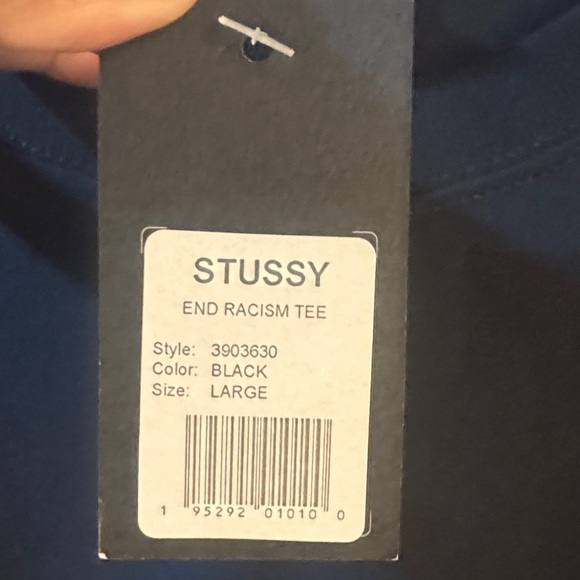 STUSSY
END RACISM TEE
Style: 3903630
Color: BLACK
Size: LARGE
1 95292 01010 0